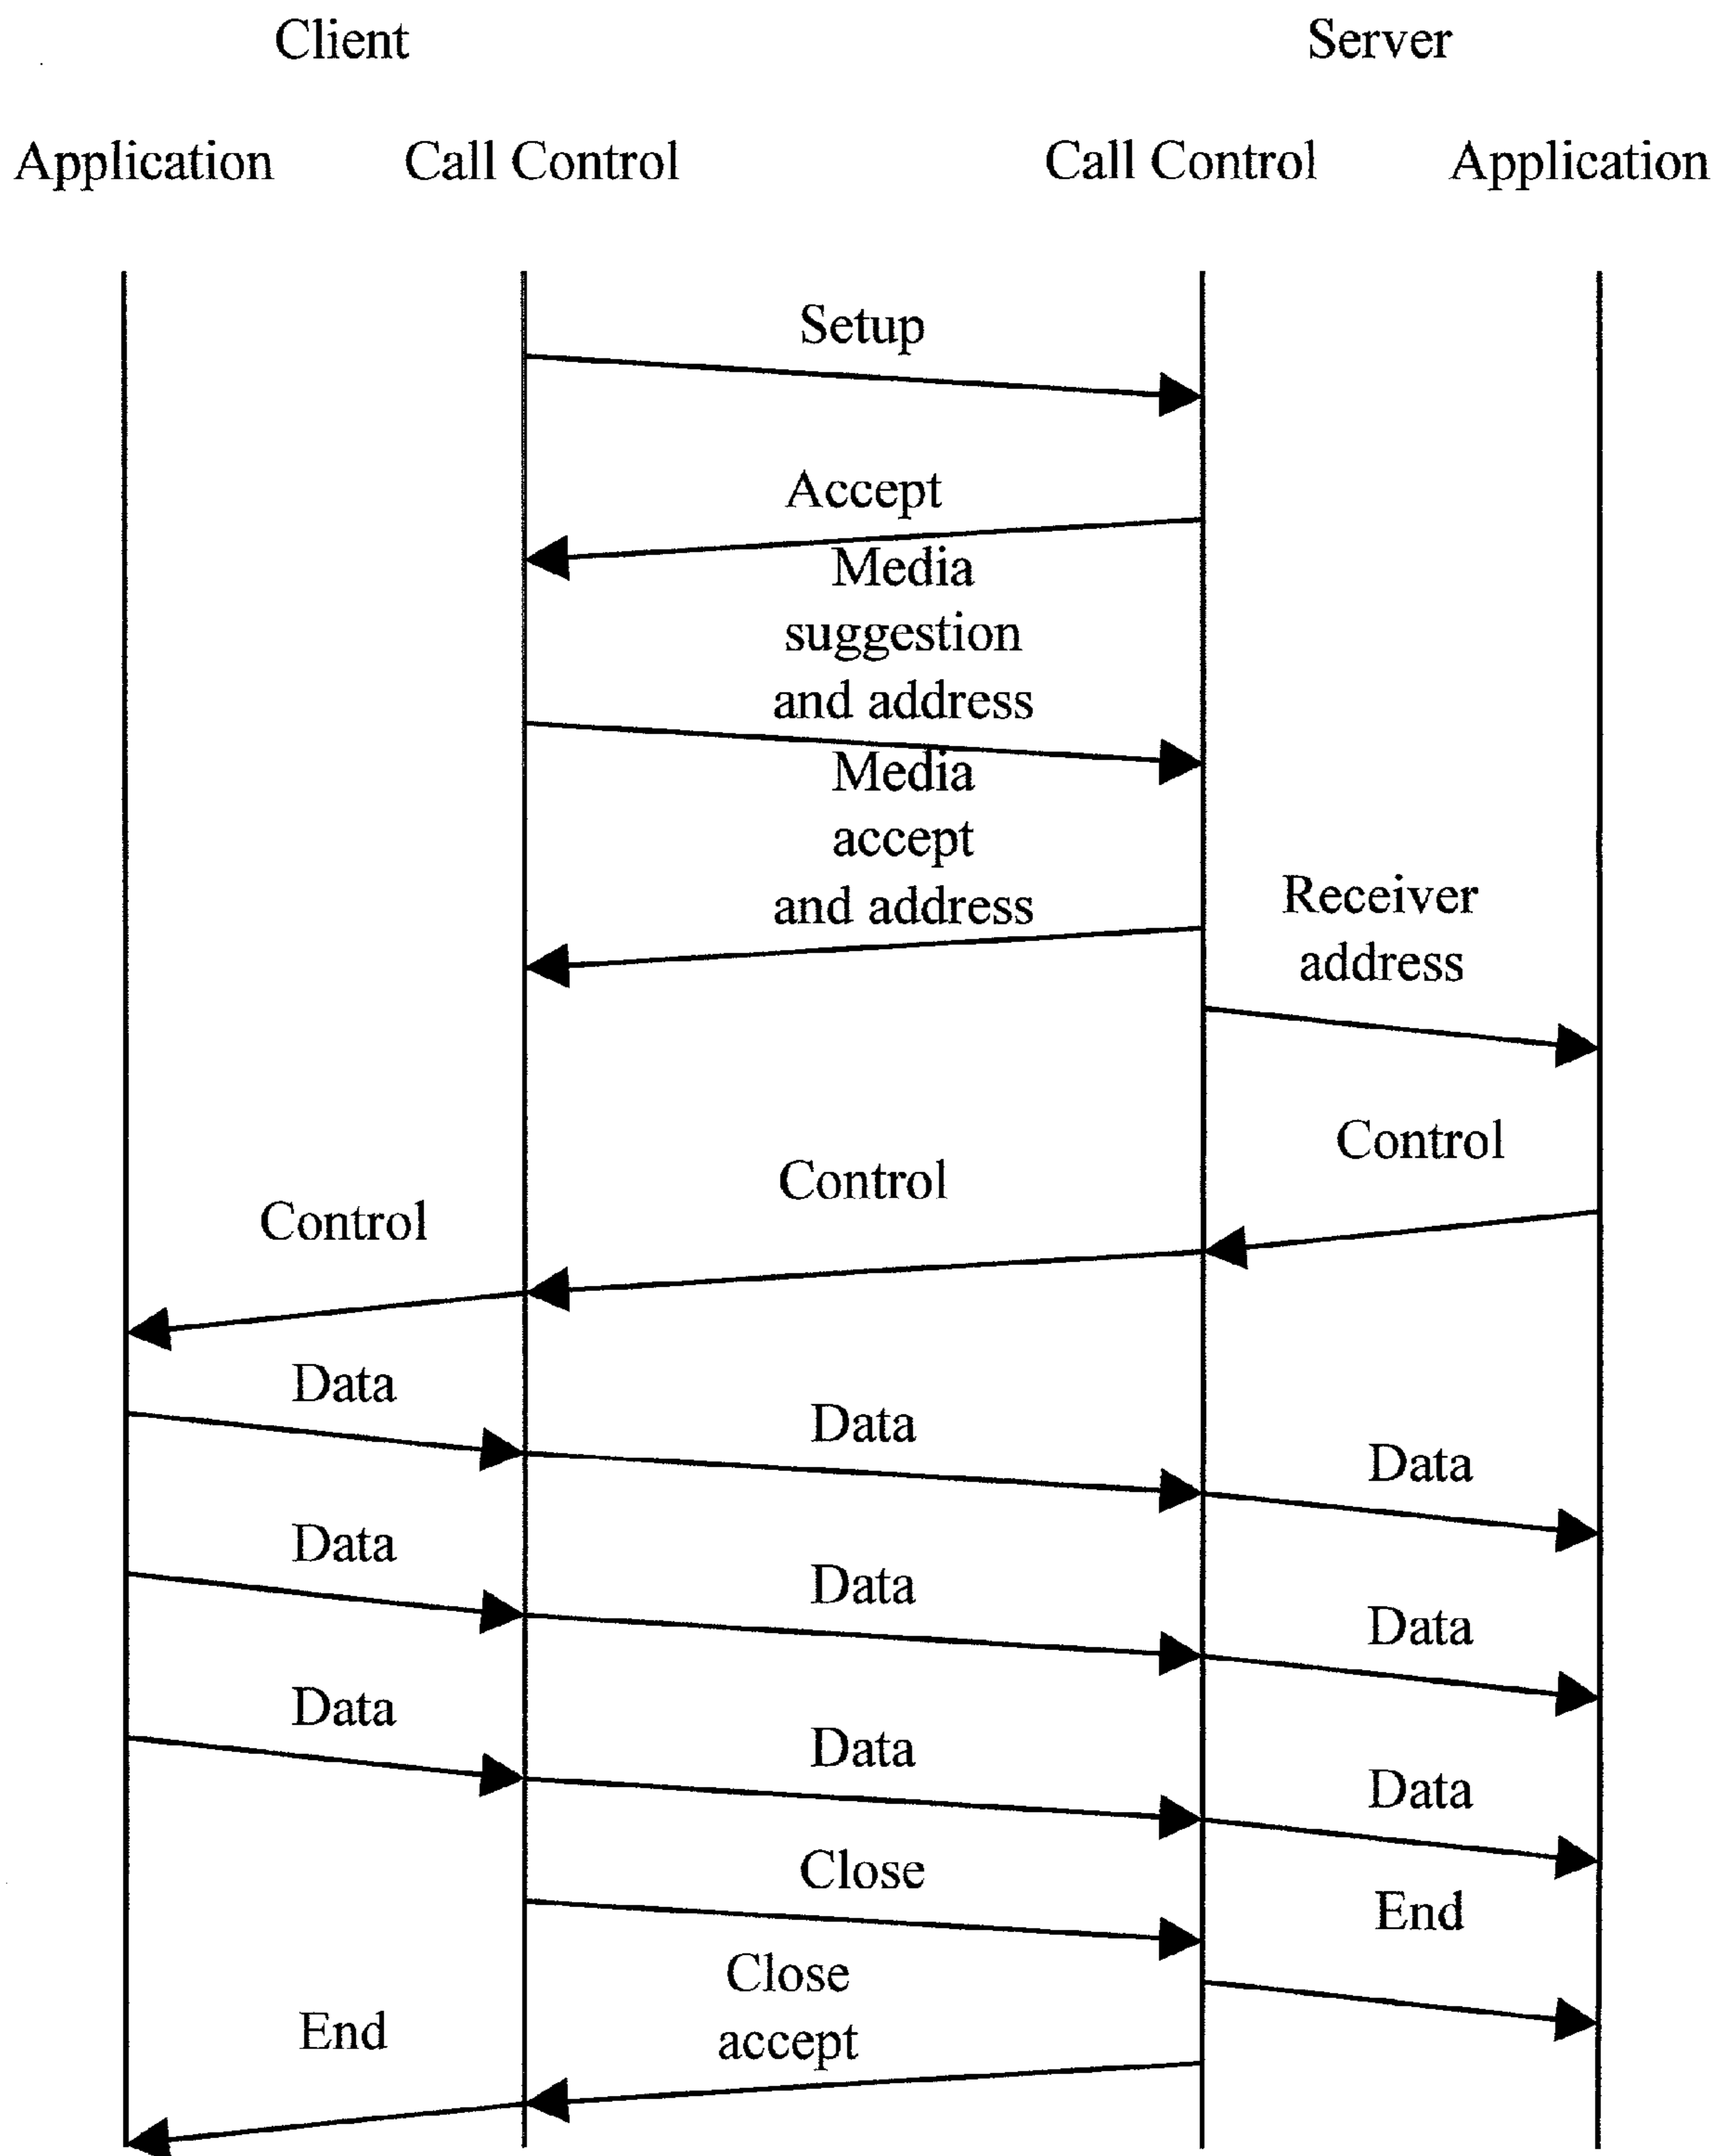 Client
Server
Application
Call Control
Call Control
Application
Setup
Accept
Media
suggestion
and address
Media
accept
and address
Receiver
address
Control
Control
Control
Data
Data
Data
Data
Data
Data
Data
Data
Data
Close
End
Close
accept
End